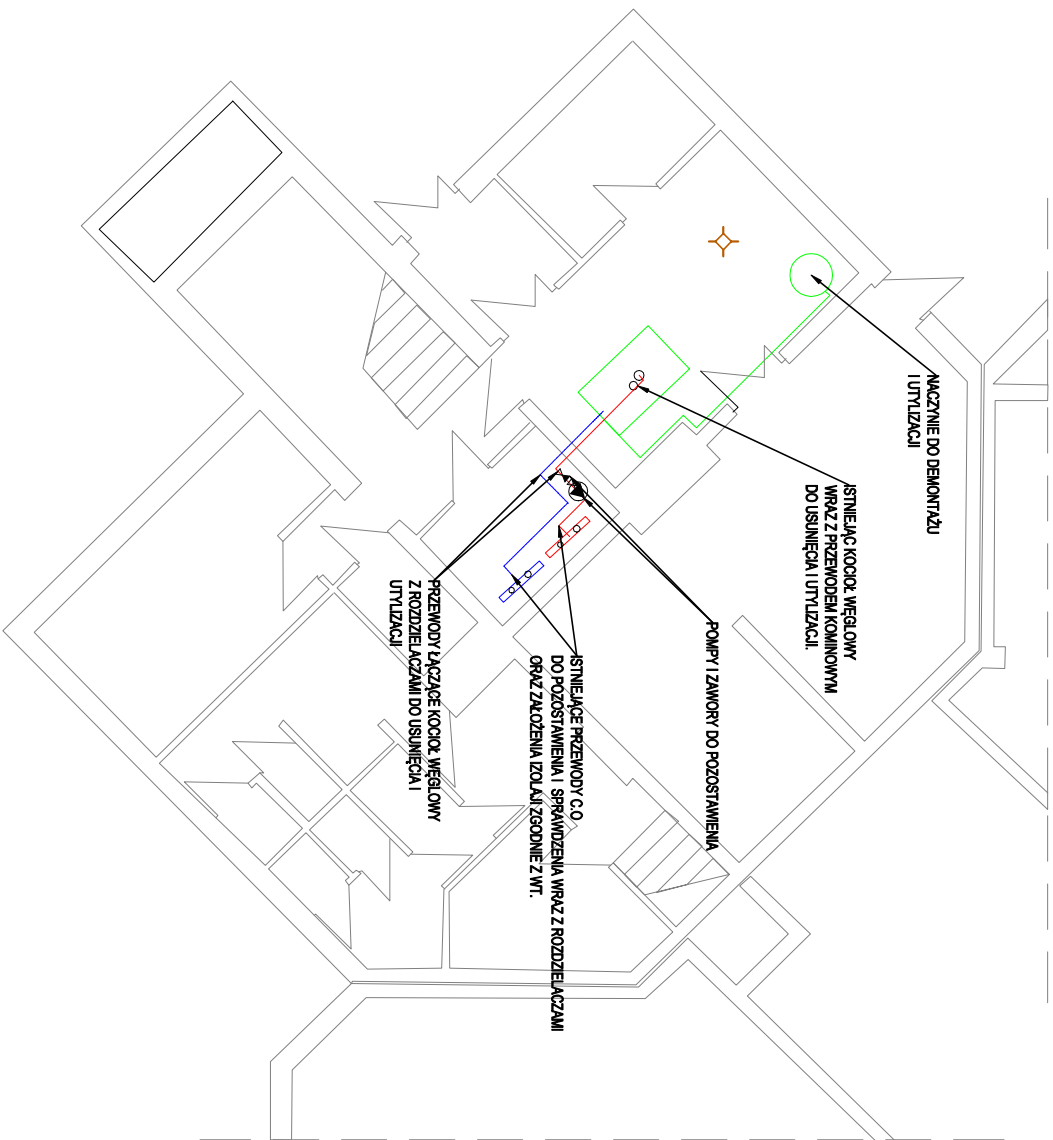 NACZYNIE DO DEMONTAŻU
I UTYLIZACJI
ISTNIEJĄC KOCIOŁ WĘGLOWY
WRAZ Z PRZEWODEM KOMINOWYM
DO USUNIĘCIA I UTYLIZACJI.
POMPY I ZAWORY DO POZOSTAWIENIA
ISTNIEJĄCE PRZEWODY C.O
DO POZOSTAWIENIA I SPRAWDZENIA WRAZ Z ROZDZIELACZAMI
ORAZ ZAŁOŻENIA IZOLAJI ZGODNIE Z WT.
PRZEWODY ŁĄCZĄCE KOCIOŁ WĘGLOWY
Z ROZDZIELACZAMI DO USUNIĘCIA I
UTYLIZACJI